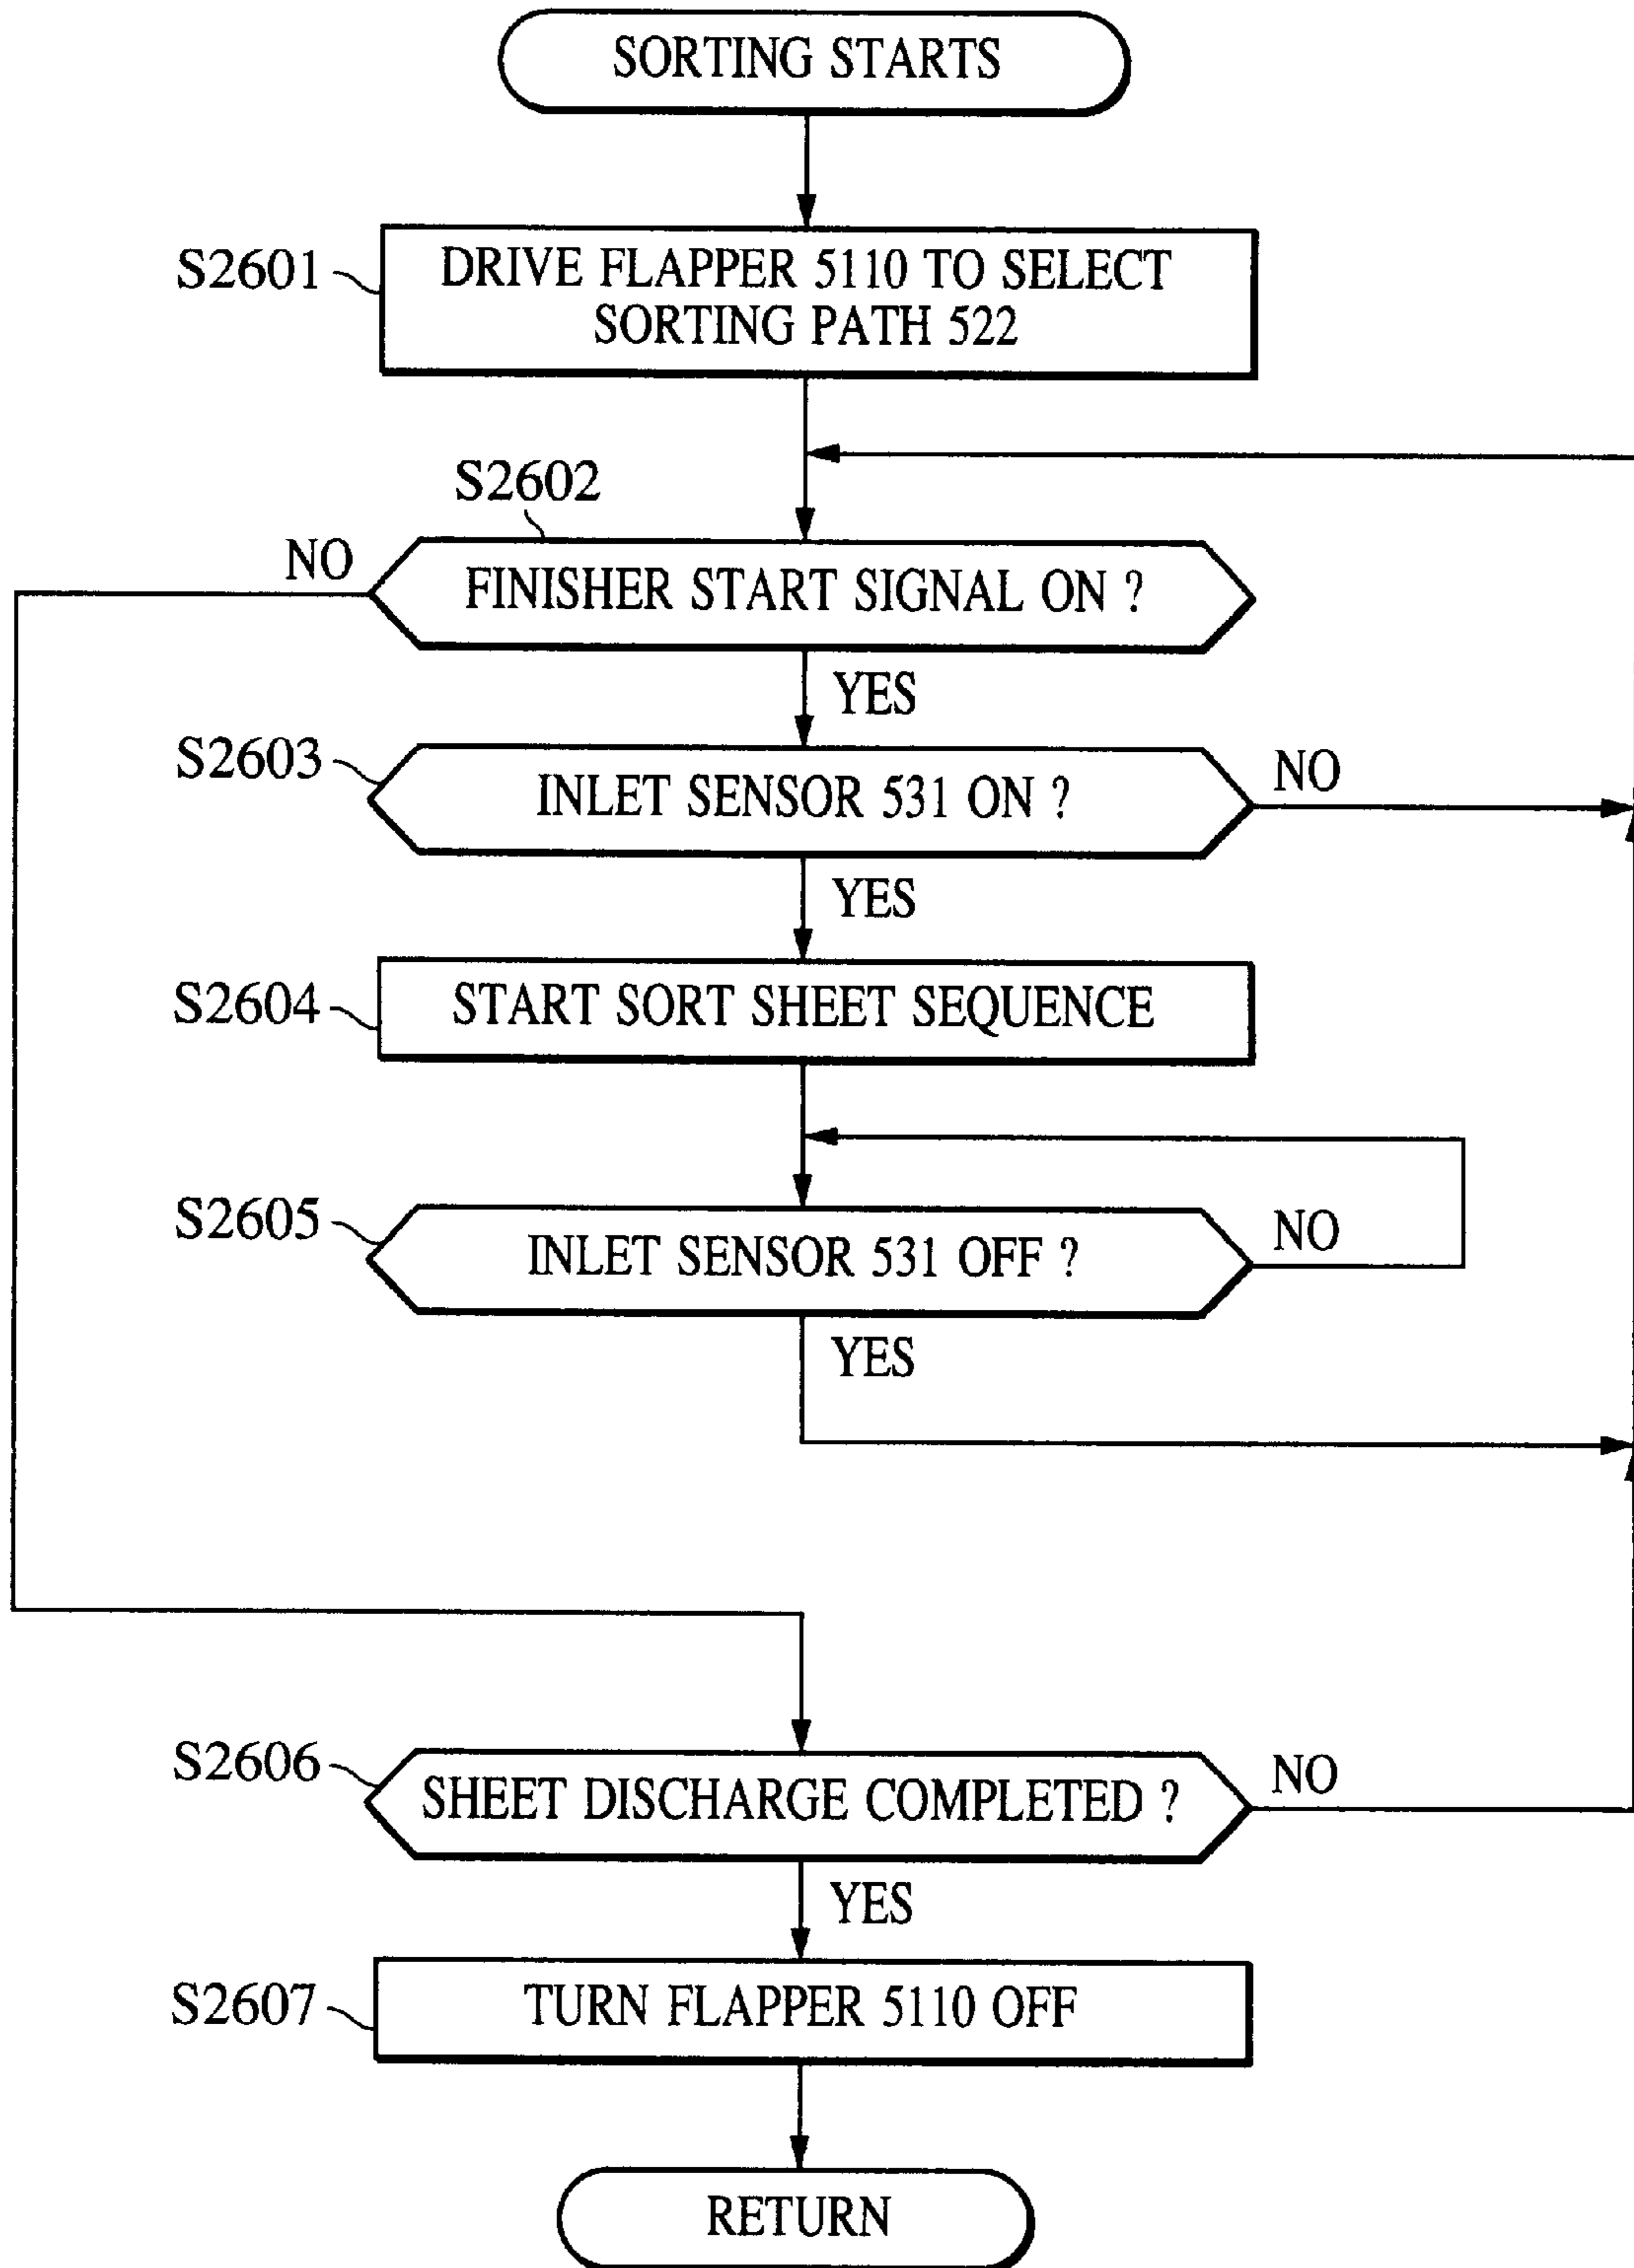 SORTING STARTS
S2601
DRIVE FLAPPER 5110 TO SELECT
SORTING PATH 522
S2602
NO
FINISHER START SIGNAL ON ?
YES
S2603
INLET SENSOR 531 ON ?
NO
YES
S2604
START SORT SHEET SEQUENCE
S2605
INLET SENSOR 531 OFF ?
NO
YES
S2606
SHEET DISCHARGE COMPLETED ?
NO
YES
S2607
TURN FLAPPER 5110 OFF
RETURN